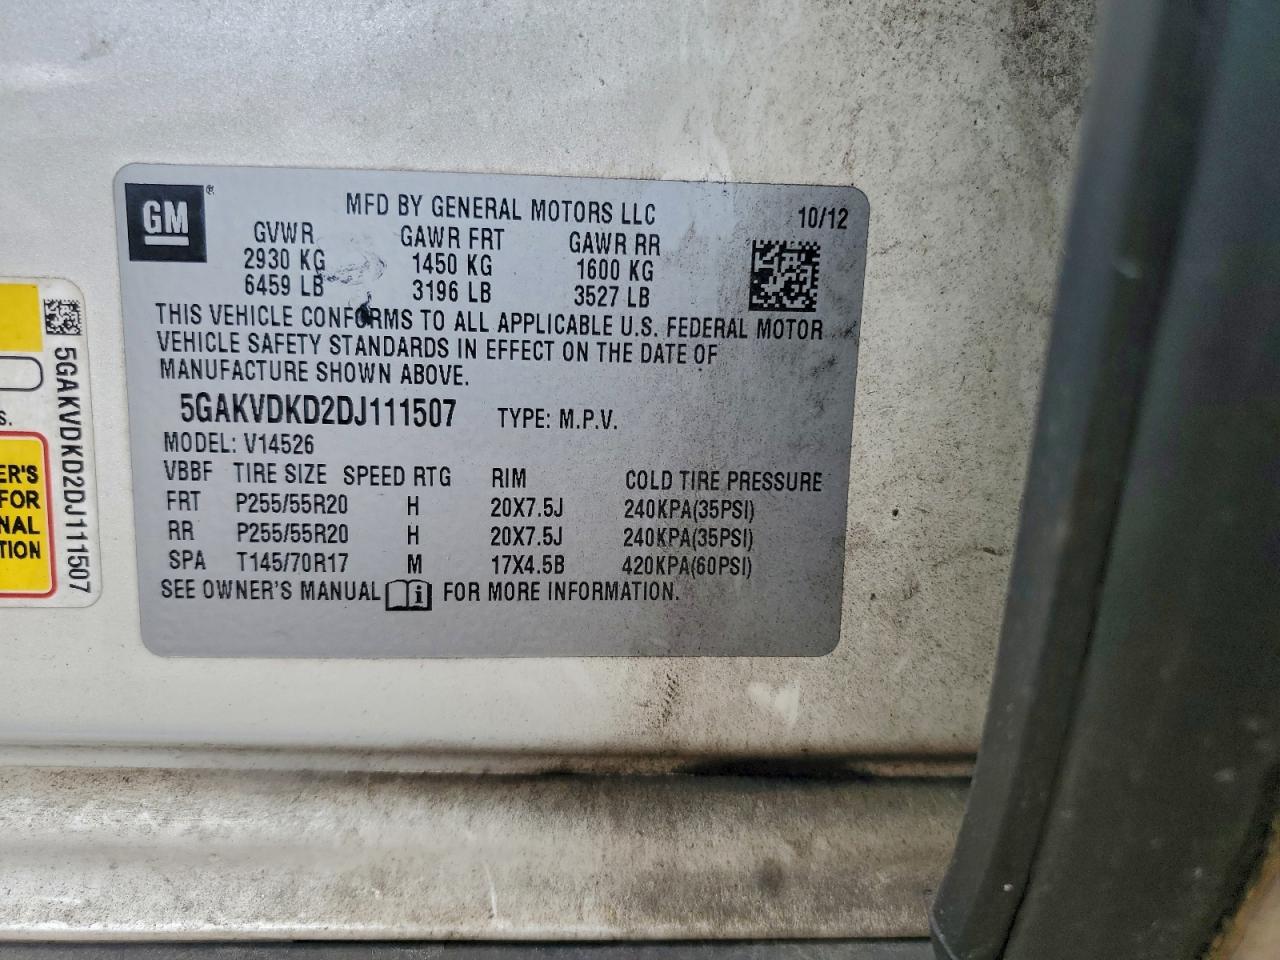 GM®
MFD BY GENERAL MOTORS LLC
10/12
GVWR GAWR FRT GAWR RR
2930 KG 1450 KG 1600 KG
6459 LB 3196 LB 3527 LB
THIS VEHICLE CONFORMS TO ALL APPLICABLE U.S. FEDERAL MOTOR
VEHICLE SAFETY STANDARDS IN EFFECT ON THE DATE OF
MANUFACTURE SHOWN ABOVE.
5GAKVDKD2DJ111507 TYPE: M.P.V.
MODEL: V14526
VBBF TIRE SIZE SPEED RTG RIM COLD TIRE PRESSURE
FRT P255/55R20 H 20X7.5J 240KPA(35PSI)
RR P255/55R20 H 20X7.5J 240KPA(35PSI)
SPA T145/70R17 M 17X4.5B 420KPA(60PSI)
SEE OWNER'S MANUAL i FOR MORE INFORMATION.
5GAKVDKD2DJ111507
S.
ER'S
FOR
NAL
TION